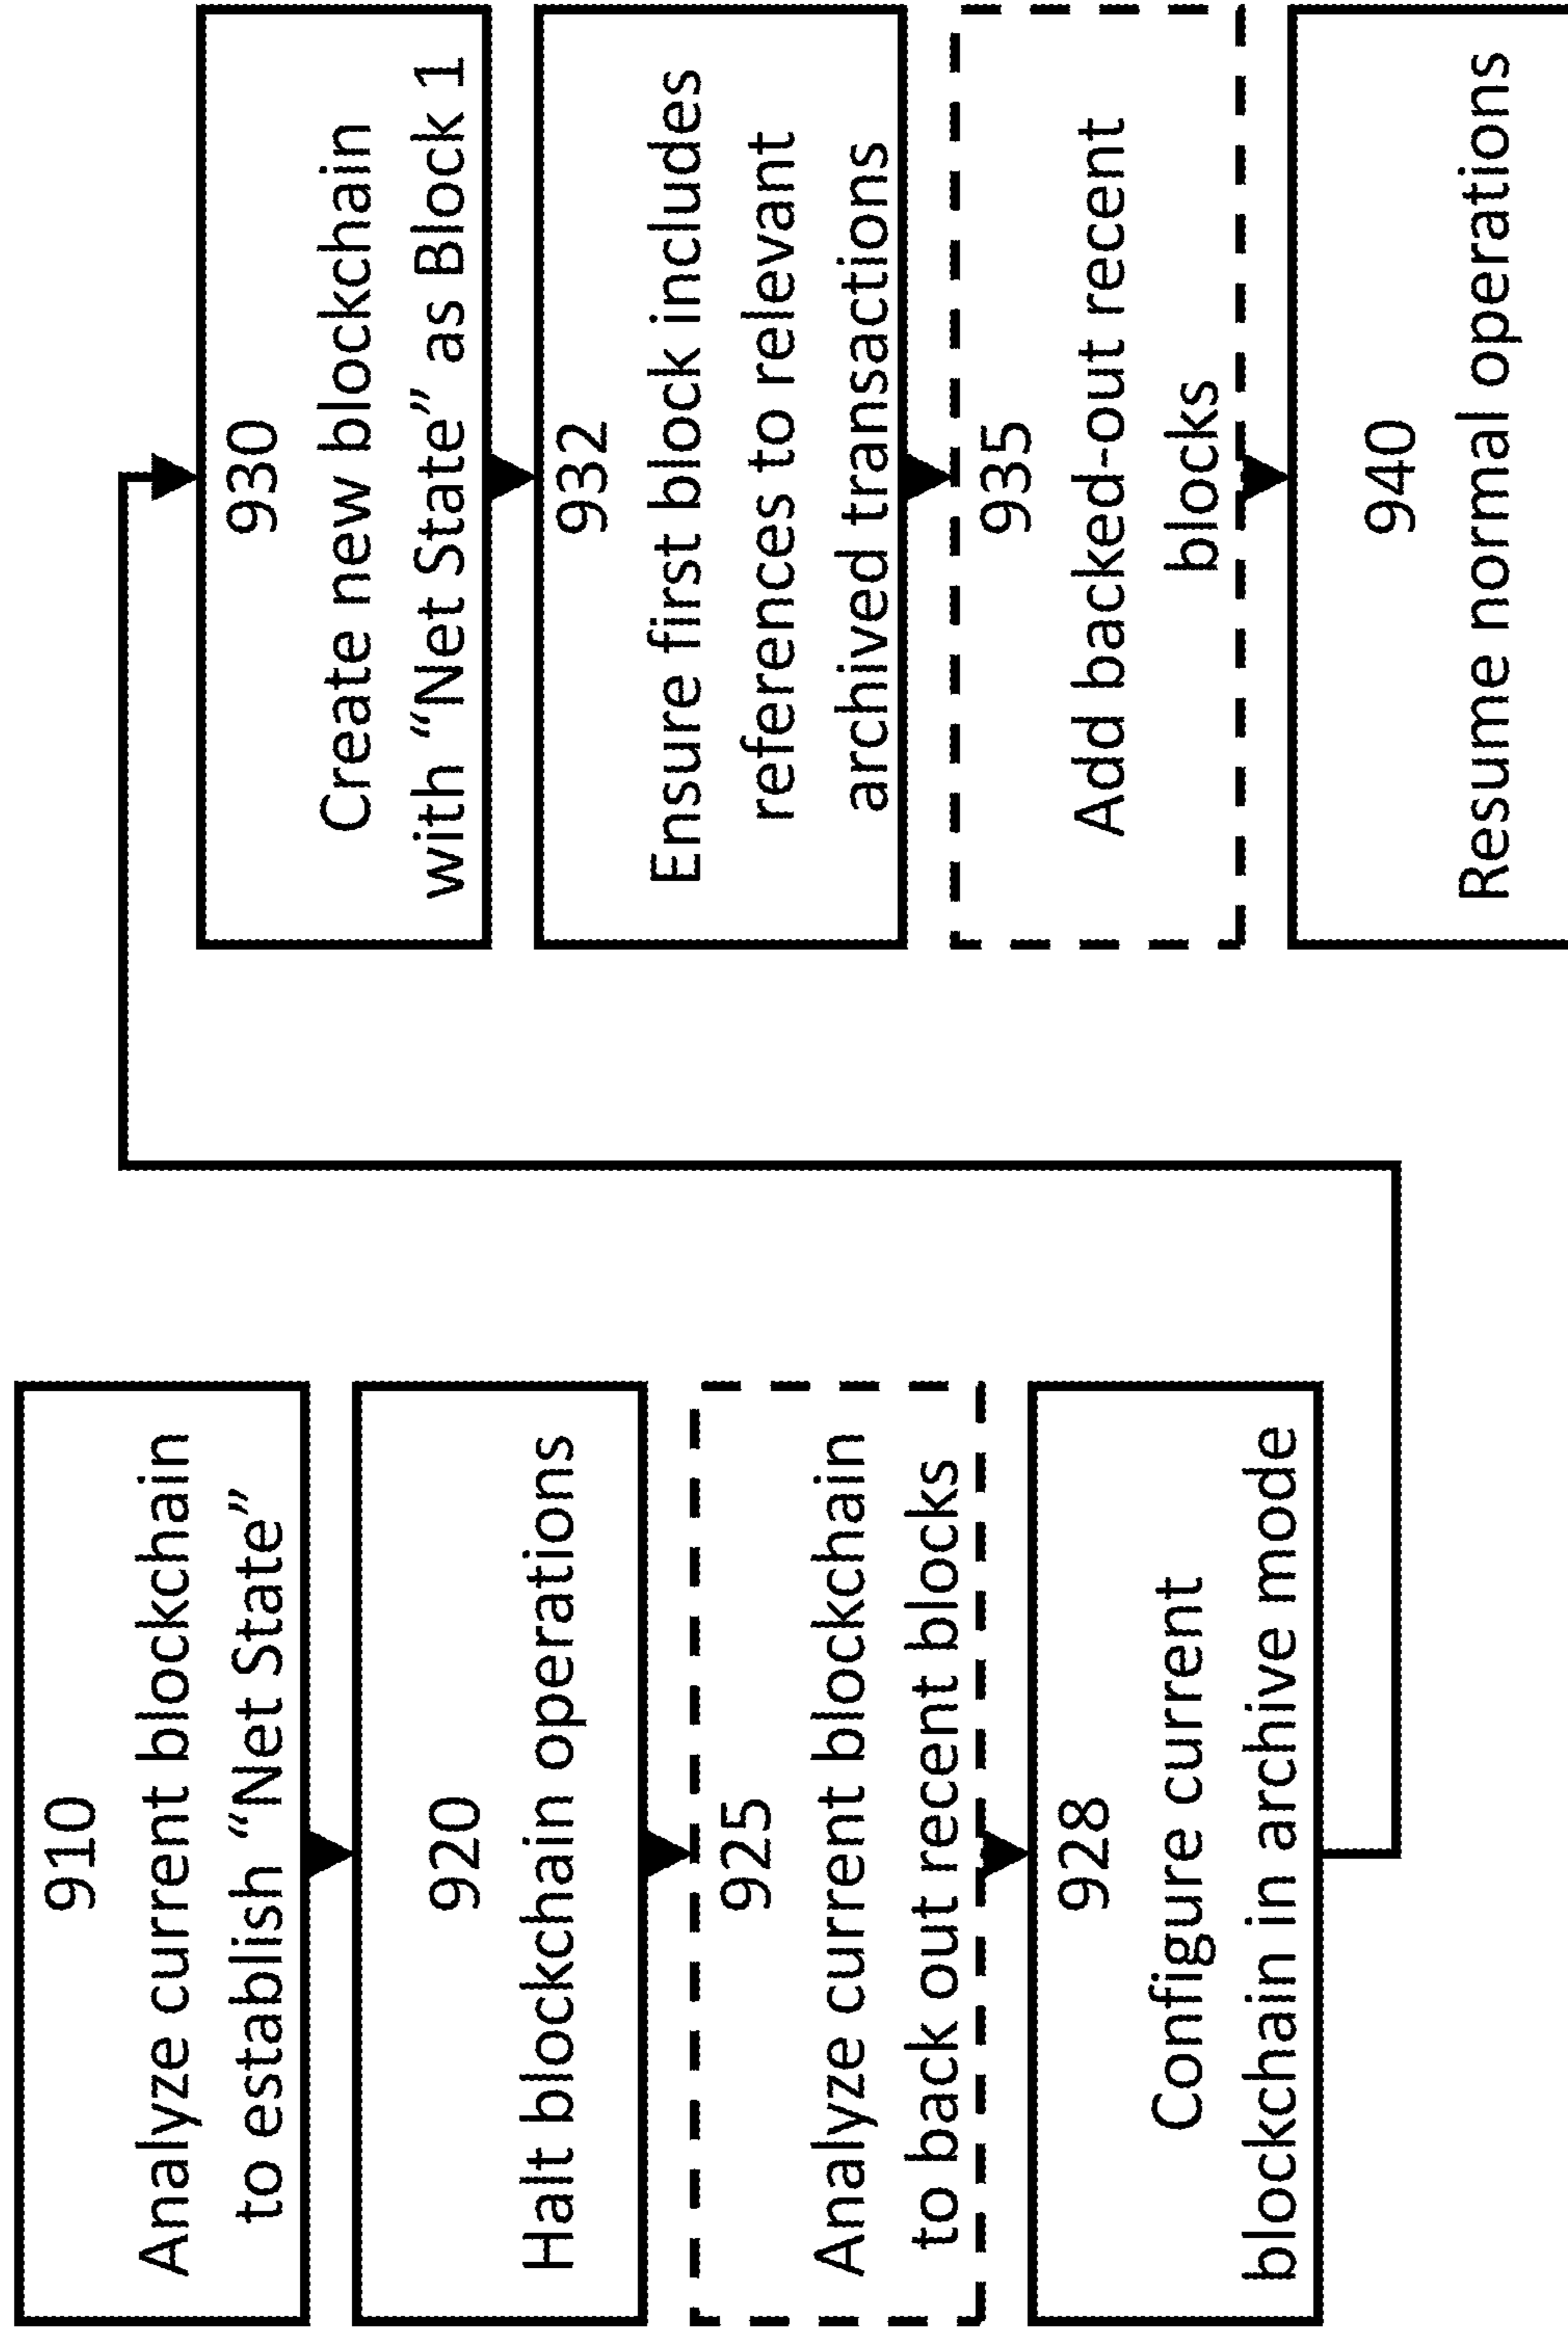 910
Analyze current blockchain
to establish “Net State”
920
Halt blockchain operations
925
Analyze current blockchain
to back out recent blocks
928
Configure current
blockchain in archive mode
930
Create new blockchain
with “Net State” as Block 1
932
Ensure first block includes
references to relevant
archived transactions
935
Add backed-out recent
blocks
940
Resume normal operations